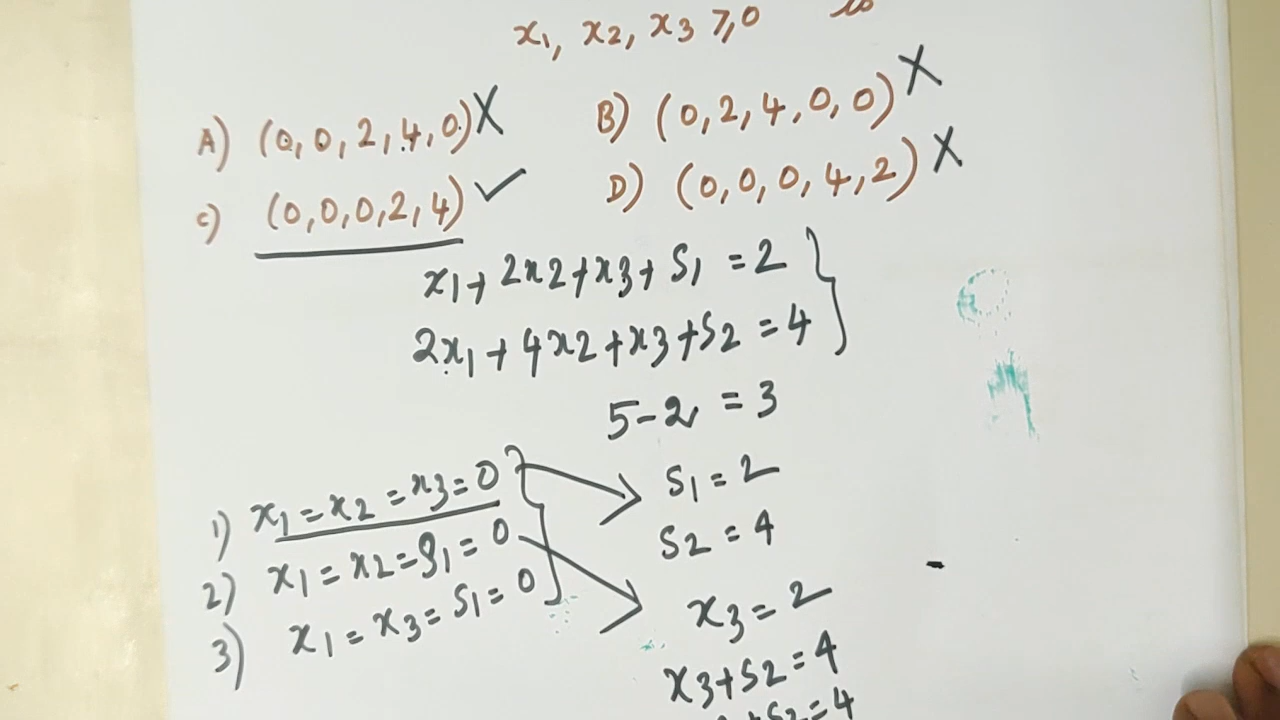 x1, x2, x3 ≥ 0
A) (0,0,2,4,0) X B) (0,2,4,0,0) X
C) (0,0,0,2,4) ✓ D) (0,0,0,4,2) X
x1 + 2x2 + x3 + S1 = 2
2x1 + 4x2 + x3 + S2 = 4
5 - 2 = 3
1) x1 = x2 = x3 = 0
S1 = 2
S2 = 4
2) x1 = x2 = S1 = 0
3) x1 = x3 = S1 = 0
x3 = 2
x3 + S2 = 4
+ S2 = 4